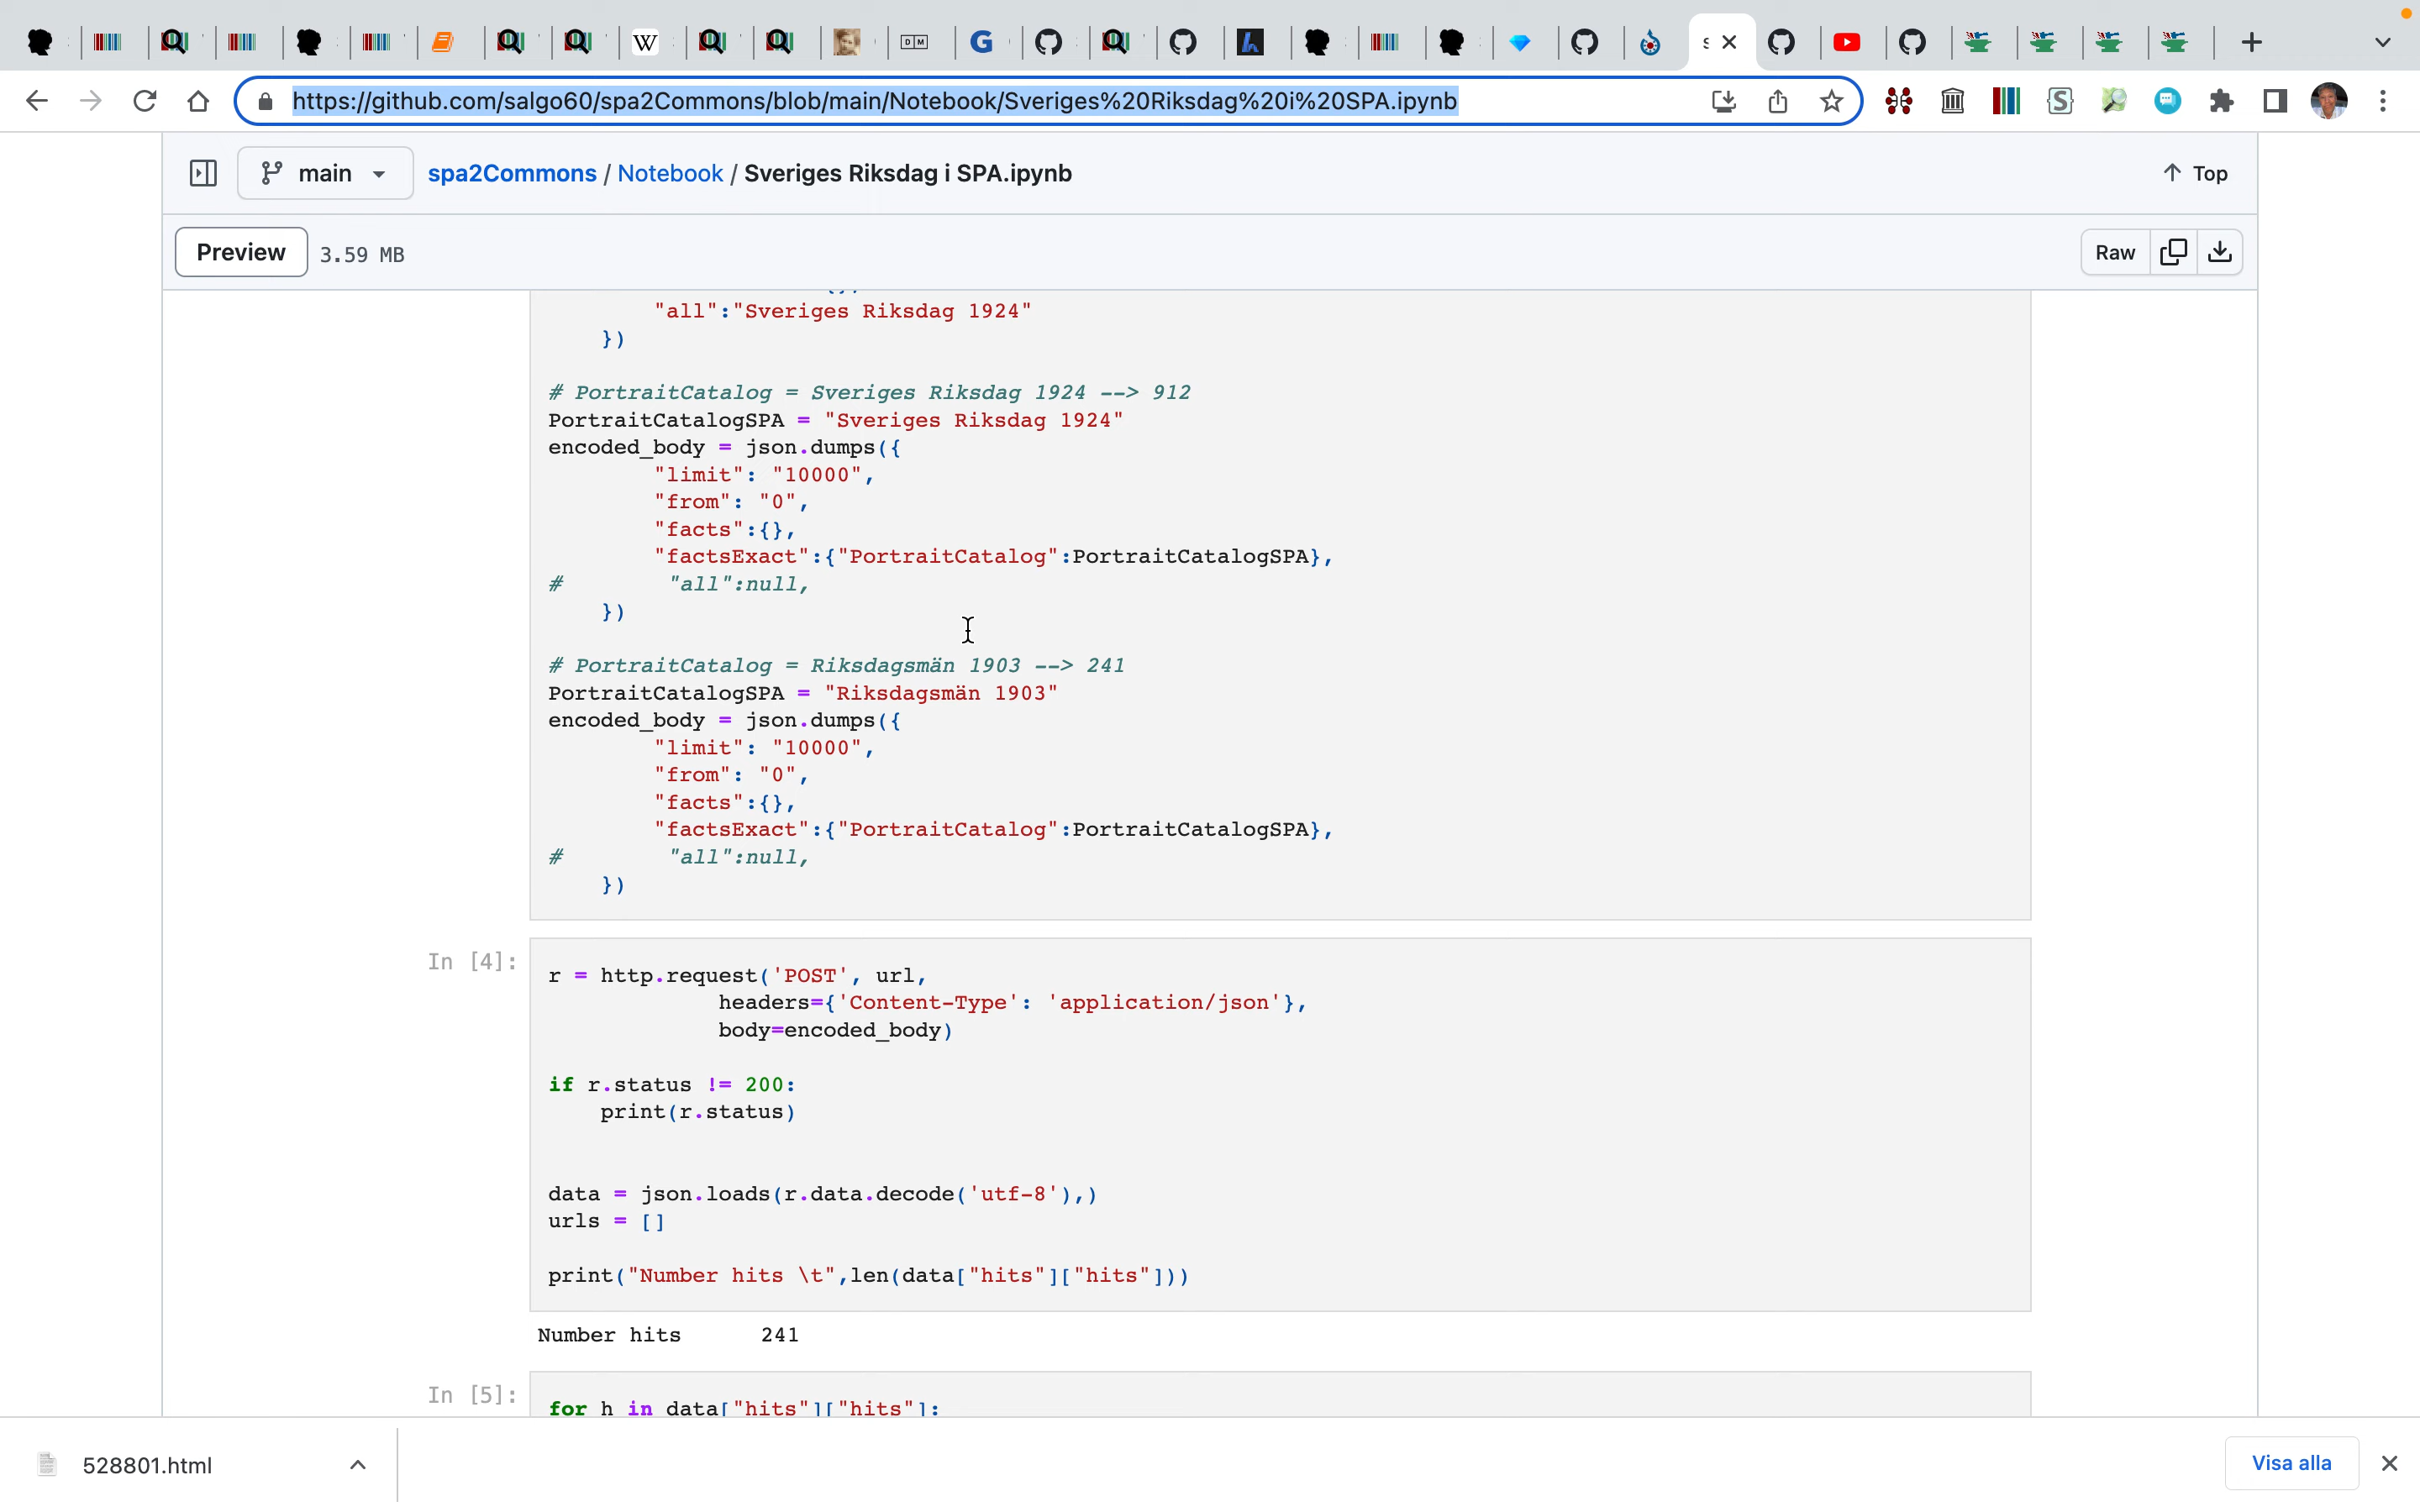 W
DM
G
h
s
https://github.com/salgo60/spa2Commons/blob/main/Notebook/Sveriges%20Riksdag%20i%20SPA.ipynb
main spa2Commons / Notebook / Sveriges Riksdag i SPA.ipynb Top
Preview 3.59 MB Raw
"all":"Sveriges Riksdag 1924"
})
# PortraitCatalog = Sveriges Riksdag 1924 --> 912
PortraitCatalogSPA = "Sveriges Riksdag 1924"
encoded_body = json.dumps({
"limit": "10000",
"from": "0",
"facts":{},
"factsExact":{"PortraitCatalog":PortraitCatalogSPA},
# "all":null,
})
# PortraitCatalog = Riksdagsmän 1903 --> 241
PortraitCatalogSPA = "Riksdagsmän 1903"
encoded_body = json.dumps({
"limit": "10000",
"from": "0",
"facts":{},
"factsExact":{"PortraitCatalog":PortraitCatalogSPA},
# "all":null,
})
In [4]:
r = http.request('POST', url,
headers={'Content-Type': 'application/json'},
body=encoded_body)
if r.status != 200:
print(r.status)
data = json.loads(r.data.decode('utf-8'),)
urls = []
print("Number hits \t",len(data["hits"]["hits"]))
Number hits 241
In [5]:
for h in data["hits"]["hits"]:
528801.html Visa alla